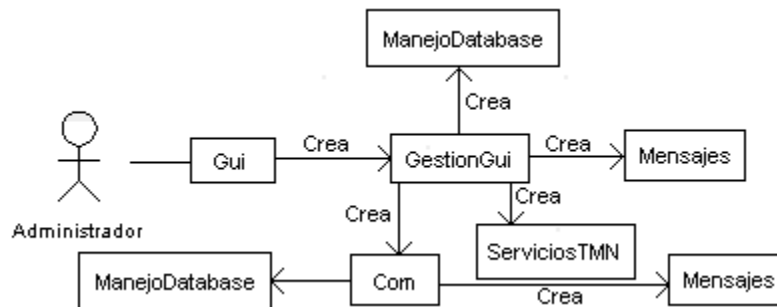 ManejoDatabase
Crea
Gui
Crea
GestionGui
Crea
Mensajes
Crea
Crea
Administrador
ServiciosTMN
ManejoDatabase
Com
Crea
Mensajes